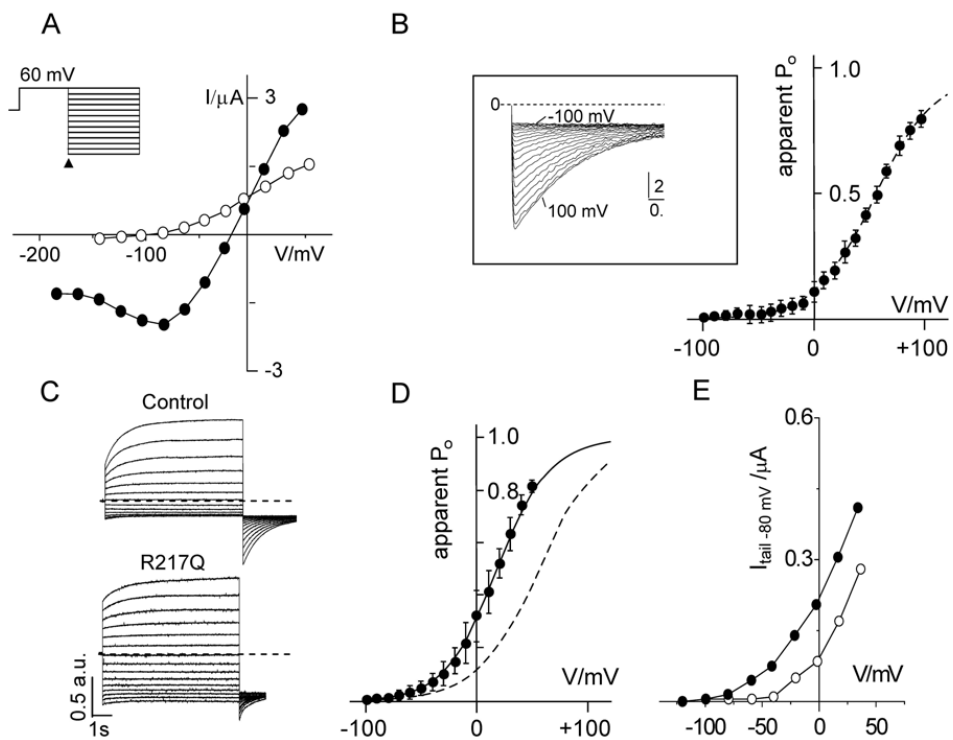 A
60 mV
I/μA
3
-200
-100
V/mV
-3
B
0
-100 mV
100 mV
2
0.
1.0
apparent Po
0.5
V/mV
-100
0
+100
C
Control
R217Q
0.5 a.u.
1s
D
1.0
0.8
apparent Po
V/mV
-100
0
+100
E
0.6
Itail -80 mV /μA
0.3
V/mV
-100
-50
0
50